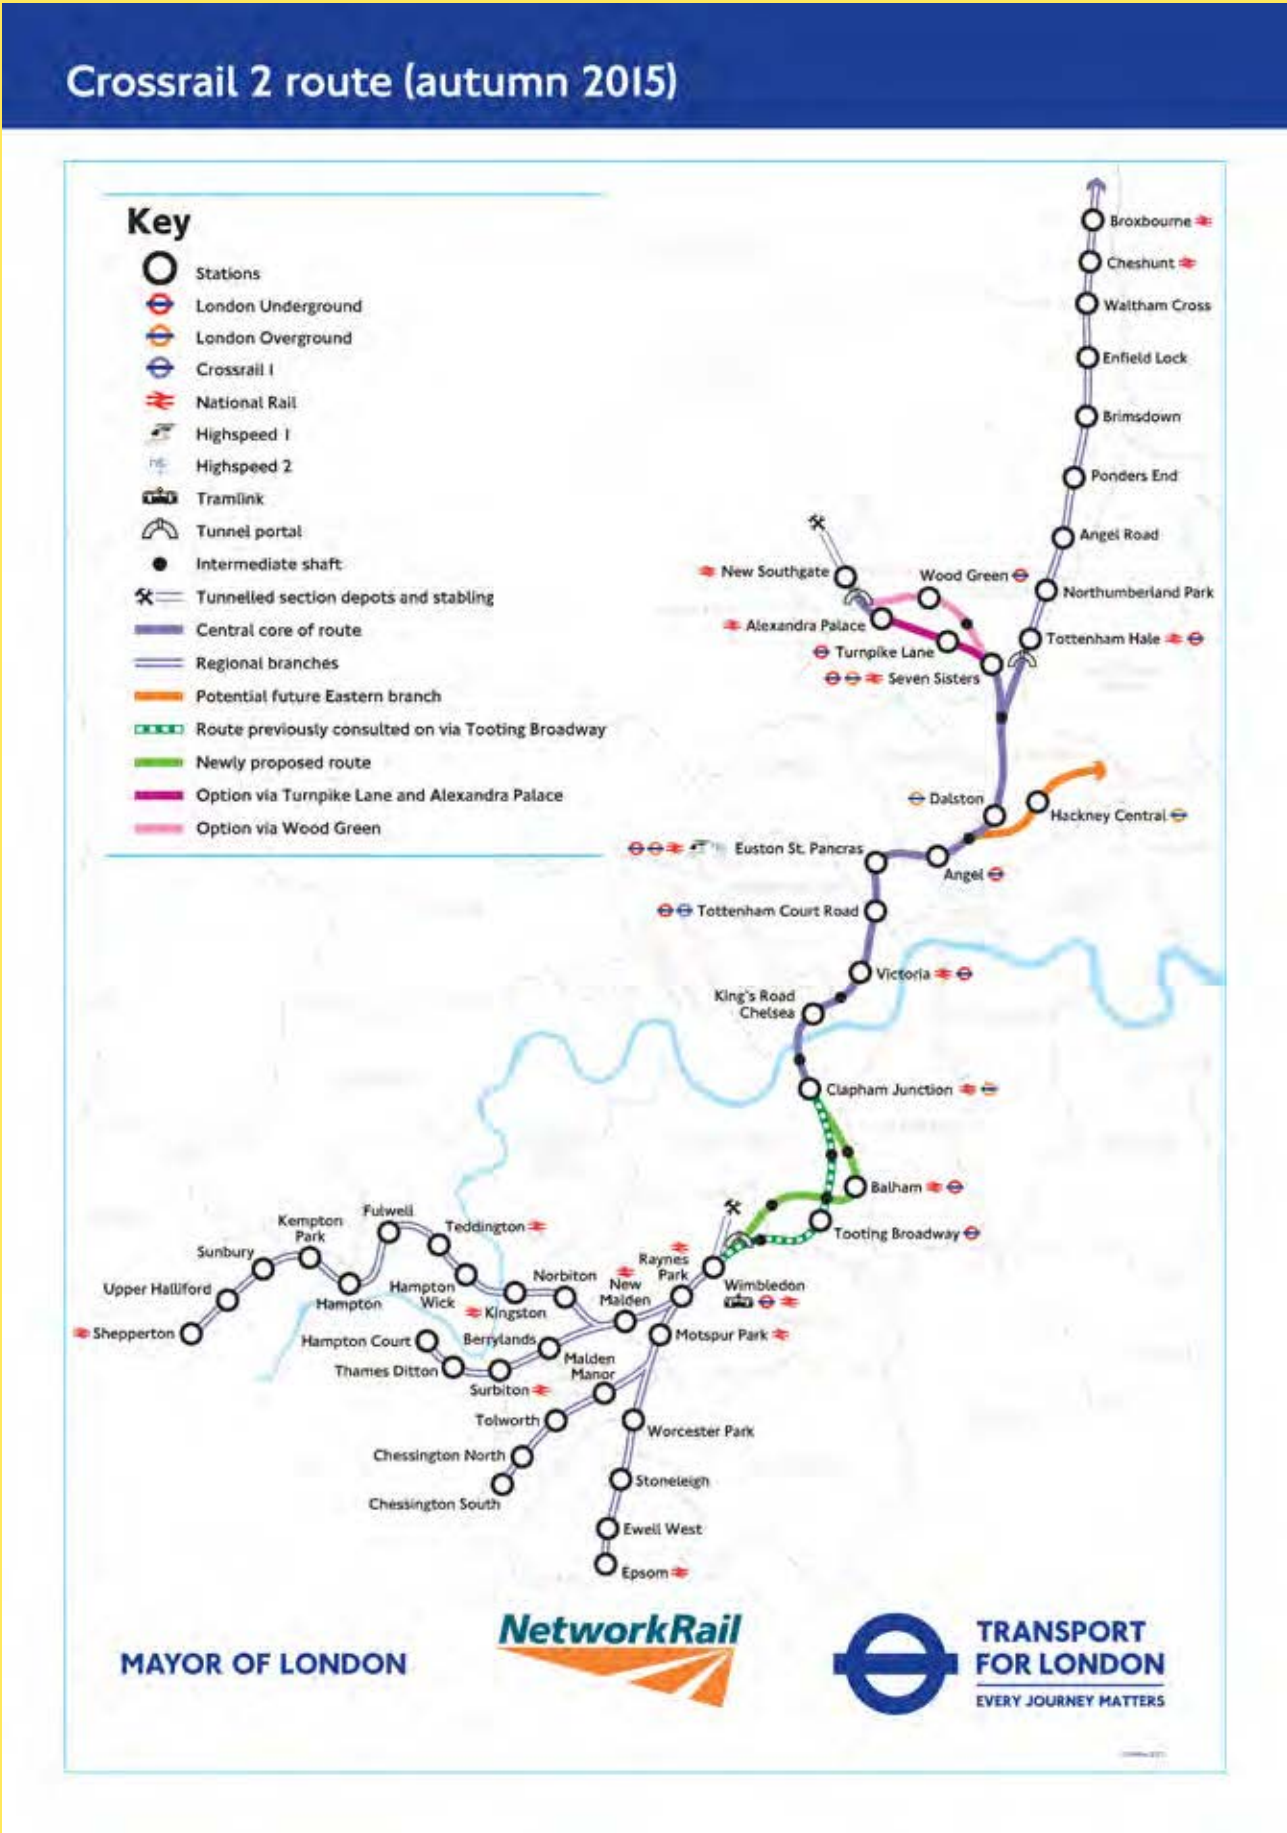 Crossrail 2 route (autumn 2015)
Key
Stations
London Underground
London Overground
Crossrail 1
National Rail
Highspeed 1
Highspeed 2
Tramlink
Tunnel portal
Intermediate shaft
Tunnelled section depots and stabling
Central core of route
Regional branches
Potential future Eastern branch
Route previously consulted on via Tooting Broadway
Newly proposed route
Option via Turnpike Lane and Alexandra Palace
Option via Wood Green
Broxbourne
Cheshunt
Waltham Cross
Enfield Lock
Brimsdown
Ponders End
Angel Road
New Southgate
Wood Green
Northumberland Park
Alexandra Palace
Tottenham Hale
Turnpike Lane
Seven Sisters
Dalston
Hackney Central
Euston St. Pancras
Angel
Tottenham Court Road
Victoria
King's Road
Chelsea
Clapham Junction
Balham
Tooting Broadway
Fulwell
Kempton
Park
Teddington
Sunbury
Raynes
Park
Upper Halliford
Hampton
Hampton
Wick
Norbiton
New
Malden
Wimbledon
Kingston
Shepperton
Hampton Court
Berrylands
Motspur Park
Thames Ditton
Malden
Manor
Surbiton
Tolworth
Worcester Park
Chessington North
Stoneleigh
Chessington South
Ewell West
Epsom
MAYOR OF LONDON
NetworkRail
TRANSPORT
FOR LONDON
EVERY JOURNEY MATTERS